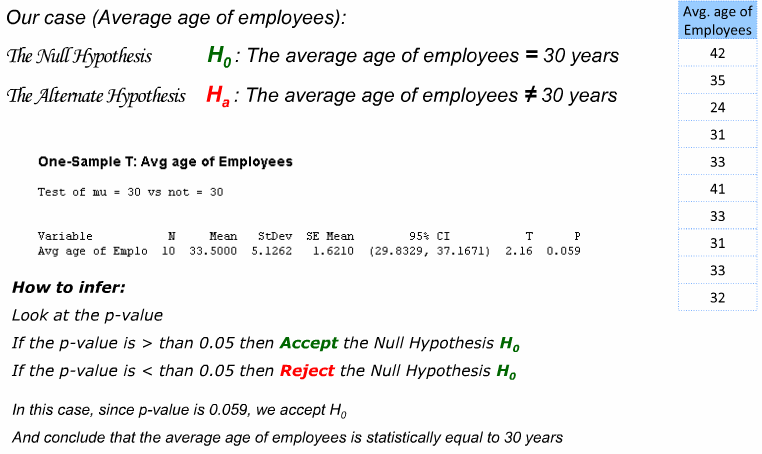 Our case (Average age of employees):
The Null Hypothesis H0 : The average age of employees = 30 years
The Alternate Hypothesis Ha : The average age of employees ≠ 30 years
One-Sample T: Avg age of Employees
Test of mu = 30 vs not = 30
Variable N Mean StDev SE Mean 95% CI T P
Avg age of Emplo 10 33.5000 5.1262 1.6210 (29.8329, 37.1671) 2.16 0.059
How to infer:
Look at the p-value
If the p-value is > than 0.05 then Accept the Null Hypothesis H0
If the p-value is < than 0.05 then Reject the Null Hypothesis H0
In this case, since p-value is 0.059, we accept H0
And conclude that the average age of employees is statistically equal to 30 years
Avg. age of
Employees
42
35
24
31
33
41
33
31
33
32